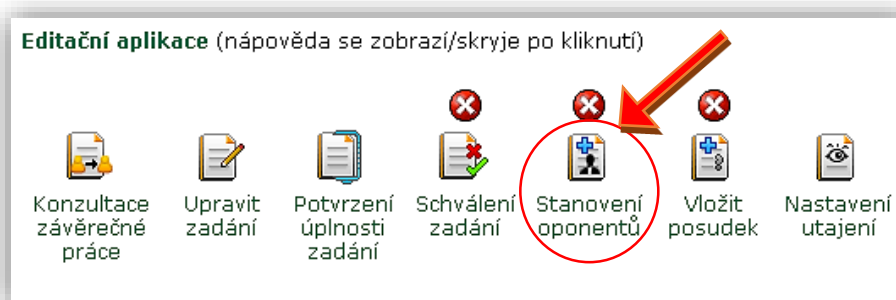 Editační aplikace (nápověda se zobrazí/skryje po kliknutí)
Konzultace závěrečné práce
Upravit zadání
Potvrzení úplnosti zadání
Schválení zadání
Stanovení oponentů
Vložit posudek
Nastavení utajení